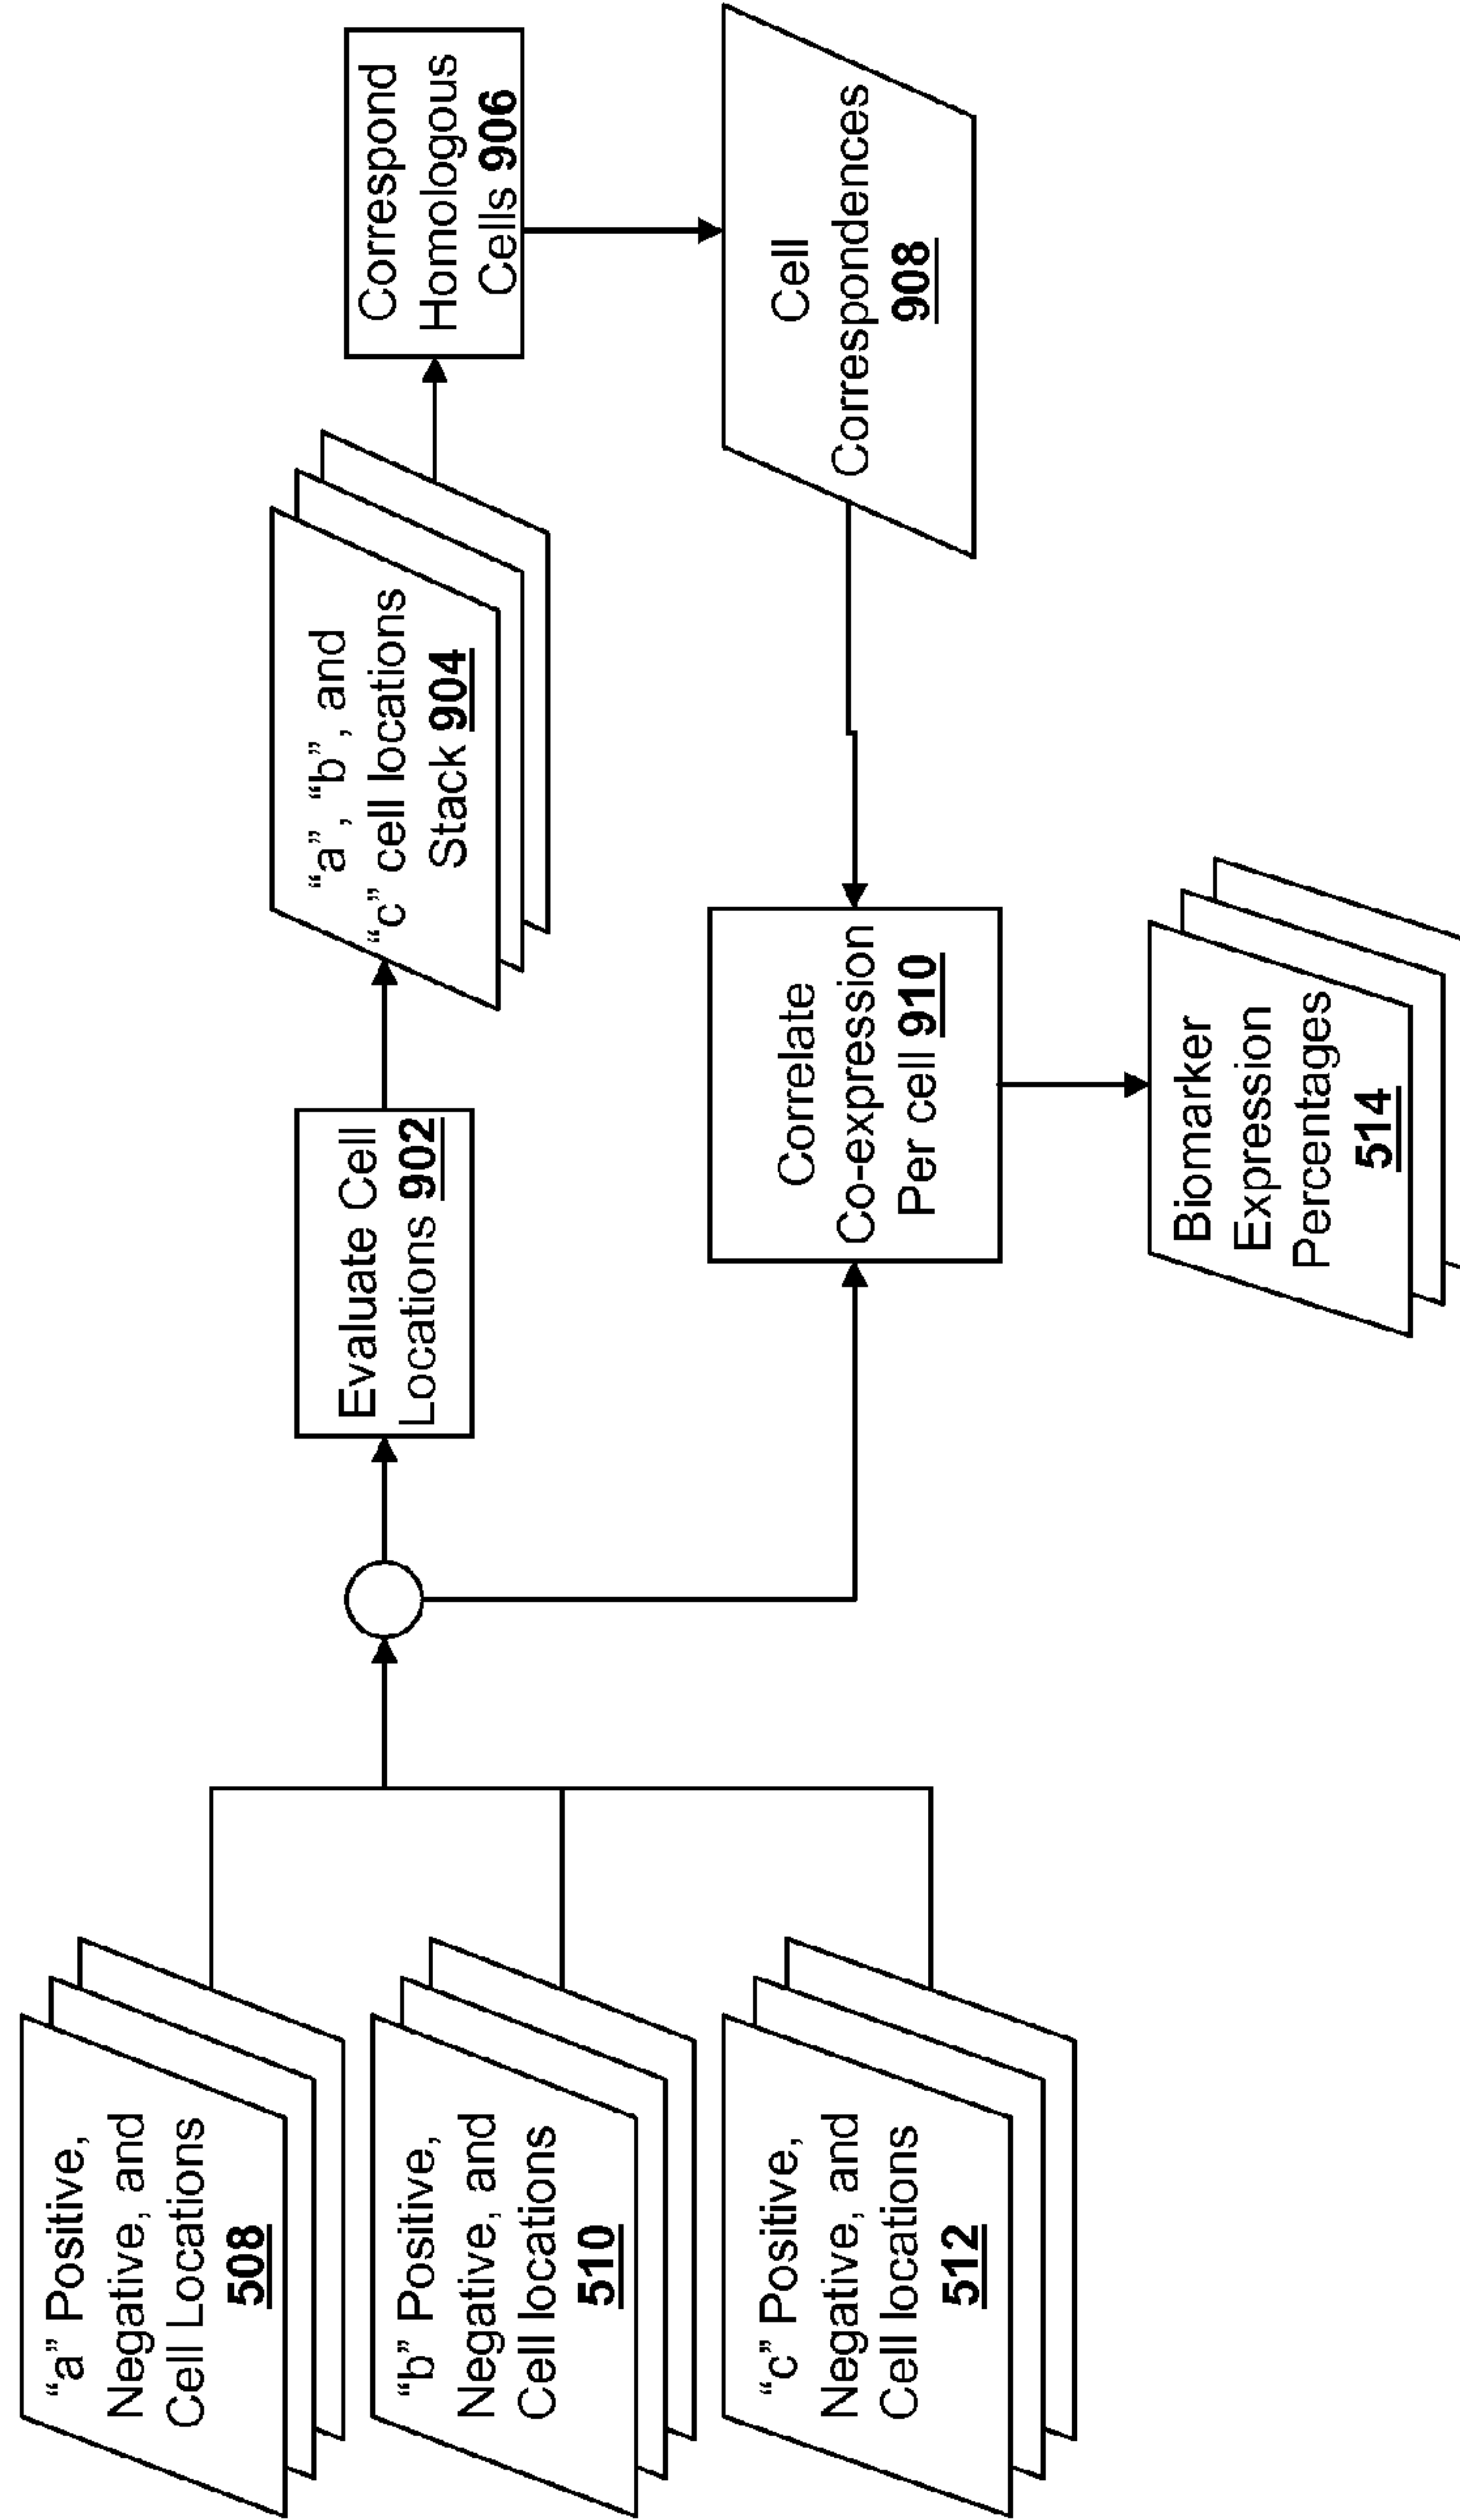 “a” Positive,
Negative, and
Cell Locations
508
“b” Positive,
Negative, and
Cell locations
510
“c” Positive,
Negative, and
Cell locations
512
Evaluate Cell
Locations 902
“a”, “b”, and
“c” cell locations
Stack 904
Correspond
Homologous
Cells 906
Cell
Correspondences
908
Correlate
Co-expression
Per cell 910
Biomarker
Expression
Percentages
514